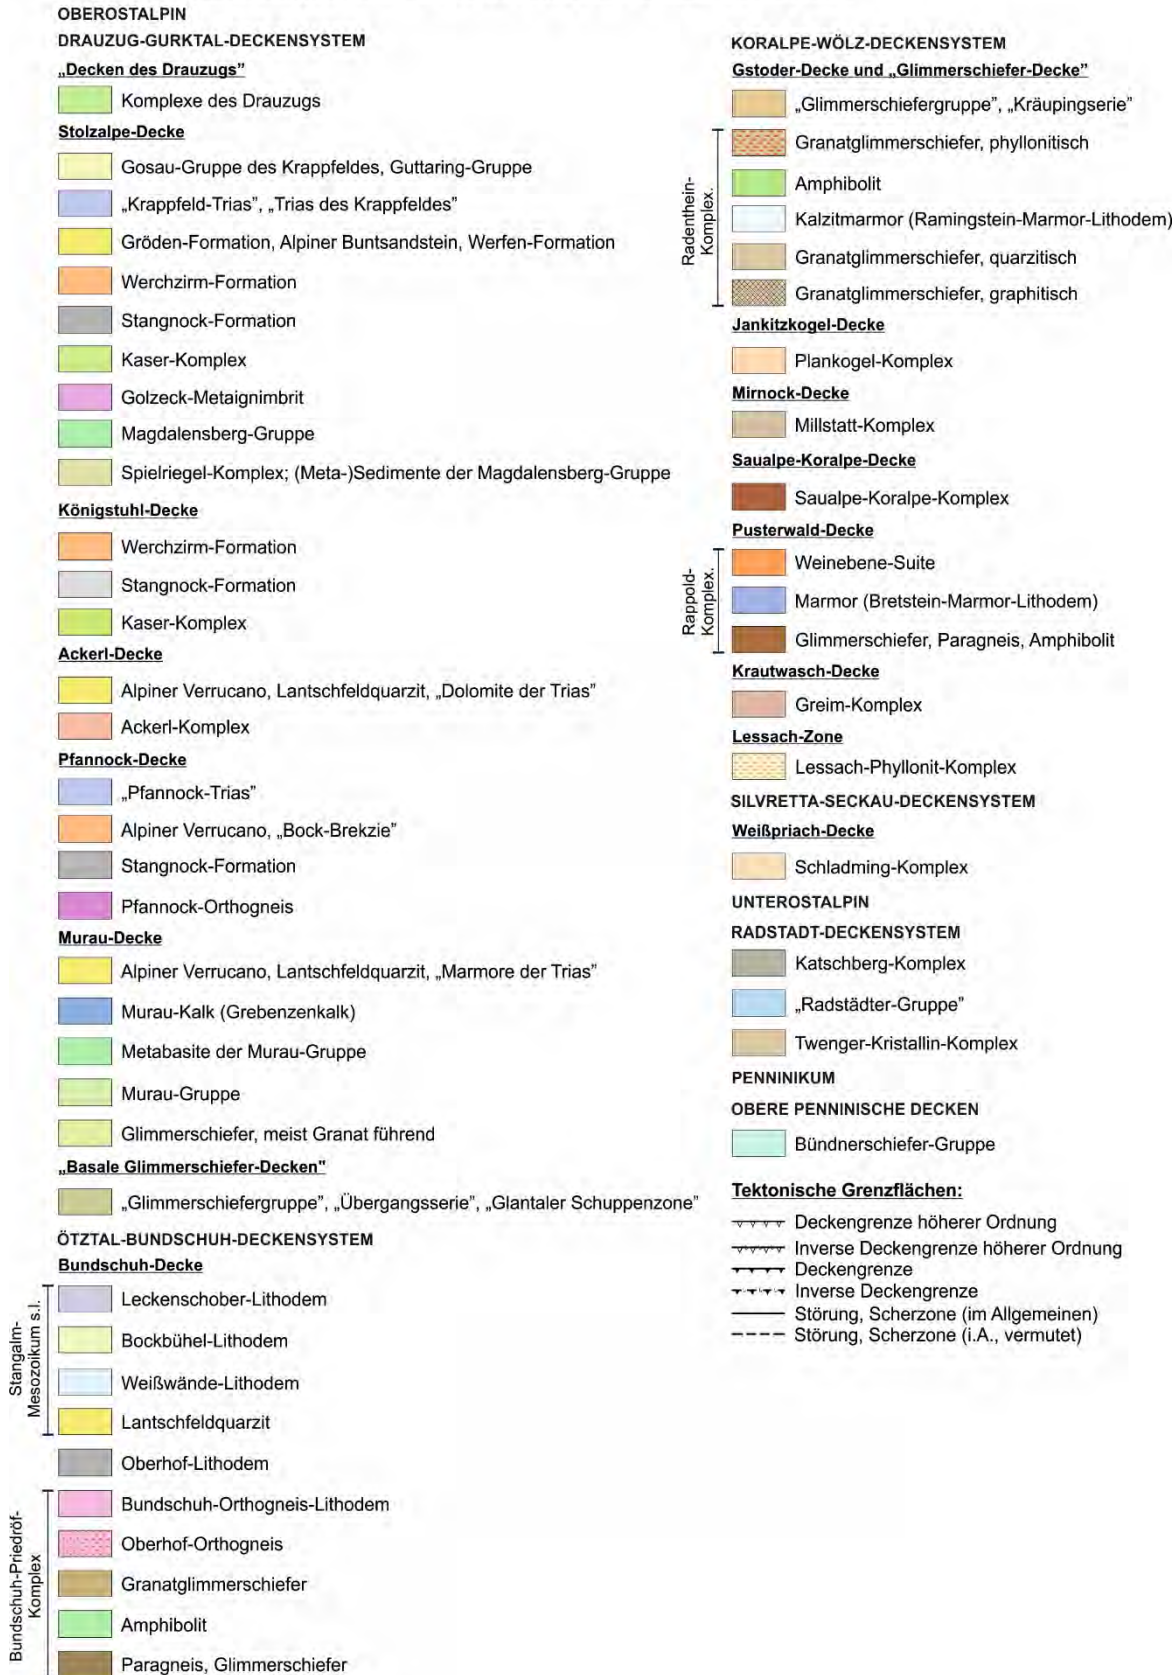 OBEROSTALPIN
DRAUZUG-GURKTAL-DECKENSYSTEM
„Decken des Drauzugs”
Komplexe des Drauzugs
Stolzalpe-Decke
Gosau-Gruppe des Krappfeldes, Guttaring-Gruppe
„Krappfeld-Trias”, „Trias des Krappfeldes”
Gröden-Formation, Alpiner Buntsandstein, Werfen-Formation
Werchzirm-Formation
Stangnock-Formation
Kaser-Komplex
Golzeck-Metaignimbrit
Magdalensberg-Gruppe
Spielriegel-Komplex; (Meta-)Sedimente der Magdalensberg-Gruppe
Königstuhl-Decke
Werchzirm-Formation
Stangnock-Formation
Kaser-Komplex
Ackerl-Decke
Alpiner Verrucano, Lantschfeldquarzit, „Dolomite der Trias”
Ackerl-Komplex
Pfannock-Decke
„Pfannock-Trias”
Alpiner Verrucano, „Bock-Brekzie”
Stangnock-Formation
Pfannock-Orthogneis
Murau-Decke
Alpiner Verrucano, Lantschfeldquarzit, „Marmore der Trias”
Murau-Kalk (Grebenzenkalk)
Metabasite der Murau-Gruppe
Murau-Gruppe
Glimmerschiefer, meist Granat führend
„Basale Glimmerschiefer-Decken"
„Glimmerschiefergruppe”, „Übergangsserie”, „Glantaler Schuppenzone”
ÖTZTAL-BUNDSCHUH-DECKENSYSTEM
Bundschuh-Decke
Stangalm-
Mesozoikum s.l.
Leckenschober-Lithodem
Bockbühel-Lithodem
Weißwände-Lithodem
Lantschfeldquarzit
Oberhof-Lithodem
Bundschuh-Priedröf-
Komplex
Bundschuh-Orthogneis-Lithodem
Oberhof-Orthogneis
Granatglimmerschiefer
Amphibolit
Paragneis, Glimmerschiefer
KORALPE-WÖLZ-DECKENSYSTEM
Gstoder-Decke und „Glimmerschiefer-Decke”
„Glimmerschiefergruppe”, „Kräupingserie”
Radenthein-
Komplex.
Granatglimmerschiefer, phyllonitisch
Amphibolit
Kalzitmarmor (Ramingstein-Marmor-Lithodem)
Granatglimmerschiefer, quarzitisch
Granatglimmerschiefer, graphitisch
Jankitzkogel-Decke
Plankogel-Komplex
Mirnock-Decke
Millstatt-Komplex
Saualpe-Koralpe-Decke
Saualpe-Koralpe-Komplex
Pusterwald-Decke
Rappold-
Komplex.
Weinebene-Suite
Marmor (Bretstein-Marmor-Lithodem)
Glimmerschiefer, Paragneis, Amphibolit
Krautwasch-Decke
Greim-Komplex
Lessach-Zone
Lessach-Phyllonit-Komplex
SILVRETTA-SECKAU-DECKENSYSTEM
Weißpriach-Decke
Schladming-Komplex
UNTEROSTALPIN
RADSTADT-DECKENSYSTEM
Katschberg-Komplex
„Radstädter-Gruppe”
Twenger-Kristallin-Komplex
PENNINIKUM
OBERE PENNINISCHE DECKEN
Bündnerschiefer-Gruppe
Tektonische Grenzflächen:
Deckengrenze höherer Ordnung
Inverse Deckengrenze höherer Ordnung
Deckengrenze
Inverse Deckengrenze
Störung, Scherzone (im Allgemeinen)
Störung, Scherzone (i.A., vermutet)